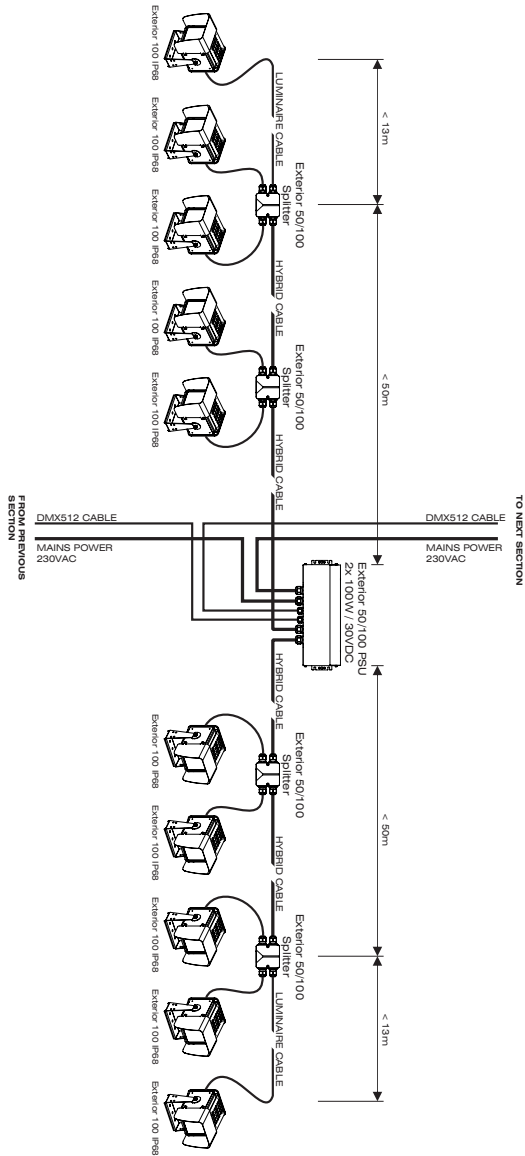 TO NEXT
SECTION
DMX512 CABLE
MAINS POWER
230VAC
< 13m
< 50m
< 50m
< 13m
Exterior 50/100 PSU
2x 100W / 30VDC
Exterior 50/100
Splitter
Exterior 50/100
Splitter
Exterior 50/100
Splitter
Exterior 50/100
Splitter
LUMINAIRE CABLE
HYBRID CABLE
HYBRID CABLE
HYBRID CABLE
HYBRID CABLE
LUMINAIRE CABLE
Exterior 100 IP68
Exterior 100 IP68
Exterior 100 IP68
Exterior 100 IP68
Exterior 100 IP68
Exterior 100 IP68
Exterior 100 IP68
Exterior 100 IP68
Exterior 100 IP68
Exterior 100 IP68
DMX512 CABLE
MAINS POWER
230VAC
FROM PREVIOUS
SECTION